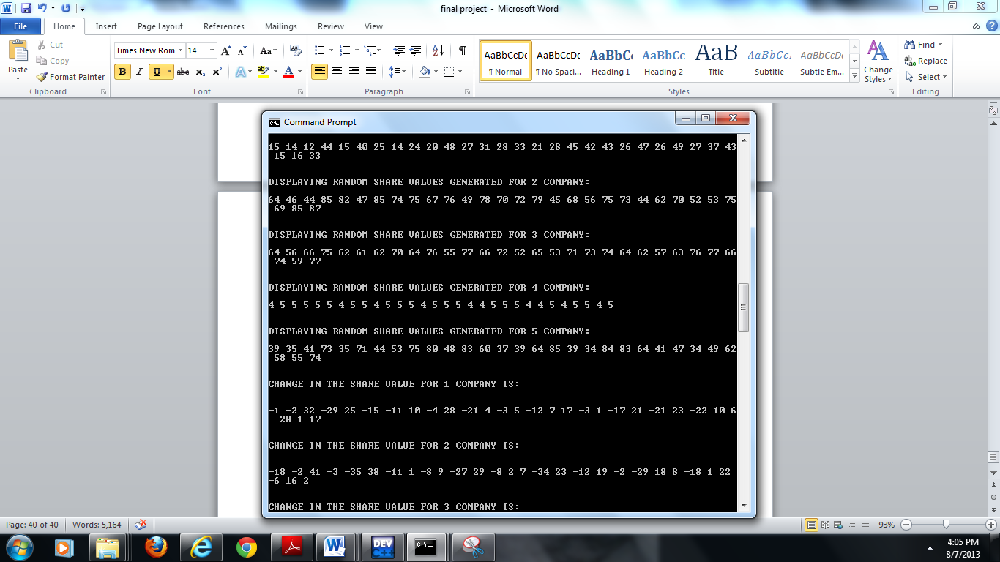 final project - Microsoft Word
File Home Insert Page Layout References Mailings Review View
Paste
Cut
Copy
Format Painter
Clipboard
Times New Rom 14
Font
Paragraph
AaBbCcDc AaBbCcDc AaBbCc AaBbCc AaB AaBbCc. AaBbCcDc
¶ Normal ¶ No Spaci... Heading 1 Heading 2 Title Subtitle Subtle Em...
Styles
Change Styles
Find
Replace
Select
Editing
Command Prompt
15 14 12 44 15 40 25 14 24 20 48 27 31 28 33 21 28 45 42 43 26 47 26 49 27 37 43
15 16 33
DISPLAYING RANDOM SHARE VALUES GENERATED FOR 2 COMPANY:
64 46 44 85 82 47 85 74 75 67 76 49 78 70 72 79 45 68 56 75 73 44 62 70 52 53 75
69 85 87
DISPLAYING RANDOM SHARE VALUES GENERATED FOR 3 COMPANY:
64 56 66 75 62 61 62 70 64 76 55 77 66 72 52 65 53 71 73 74 64 62 57 63 76 77 66
74 59 77
DISPLAYING RANDOM SHARE VALUES GENERATED FOR 4 COMPANY:
4 5 5 5 5 5 4 5 5 4 5 5 5 4 5 5 5 4 4 5 5 5 4 4 5 4 5 5 4 5
DISPLAYING RANDOM SHARE VALUES GENERATED FOR 5 COMPANY:
39 35 41 73 35 71 44 53 75 80 48 83 60 37 39 64 85 39 34 84 83 64 41 47 34 49 62
58 55 74
CHANGE IN THE SHARE VALUE FOR 1 COMPANY IS:
-1 -2 32 -29 25 -15 -11 10 -4 28 -21 4 -3 5 -12 7 17 -3 1 -17 21 -21 23 -22 10 6
-28 1 17
CHANGE IN THE SHARE VALUE FOR 2 COMPANY IS:
-18 -2 41 -3 -35 38 -11 1 -8 9 -27 29 -8 2 7 -34 23 -12 19 -2 -29 18 8 -18 1 22
-6 16 2
CHANGE IN THE SHARE VALUE FOR 3 COMPANY IS:
Page: 40 of 40 Words: 5,164 93%
DEV C++
4:05 PM
8/7/2013